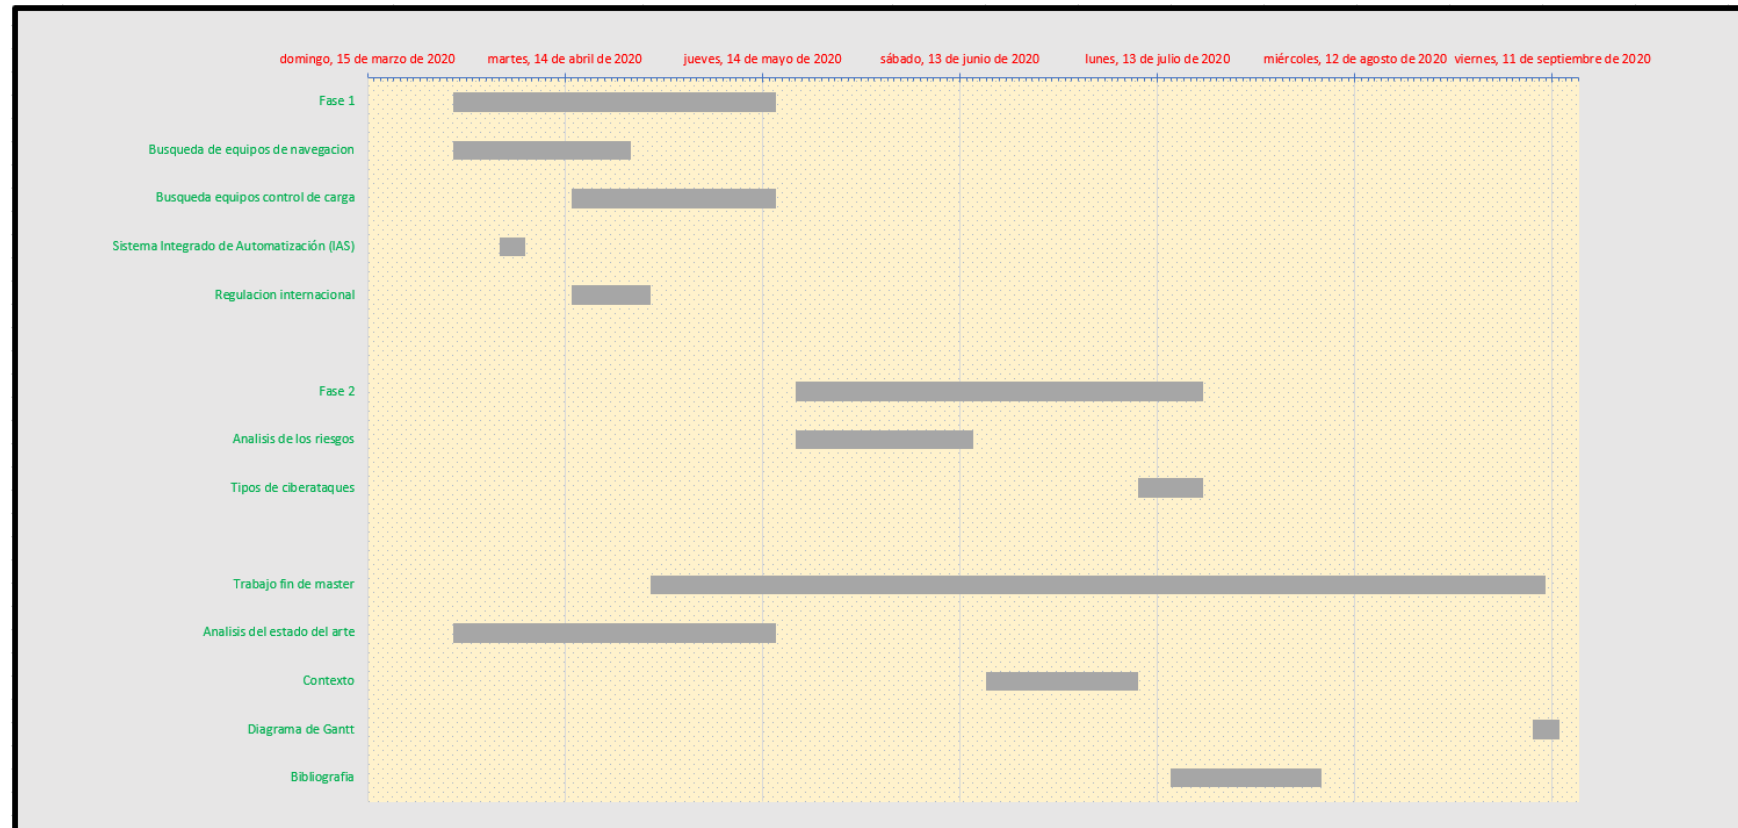 domingo, 15 de marzo de 2020 martes, 14 de abril de 2020 jueves, 14 de mayo de 2020 sábado, 13 de junio de 2020 lunes, 13 de julio de 2020 miércoles, 12 de agosto de 2020 viernes, 11 de septiembre de 2020
Fase 1
Busqueda de equipos de navegacion
Busqueda equipos control de carga
Sistema Integrado de Automatización (IAS)
Regulacion internacional
Fase 2
Analisis de los riesgos
Tipos de ciberataques
Trabajo fin de master
Analisis del estado del arte
Contexto
Diagrama de Gantt
Bibliografia